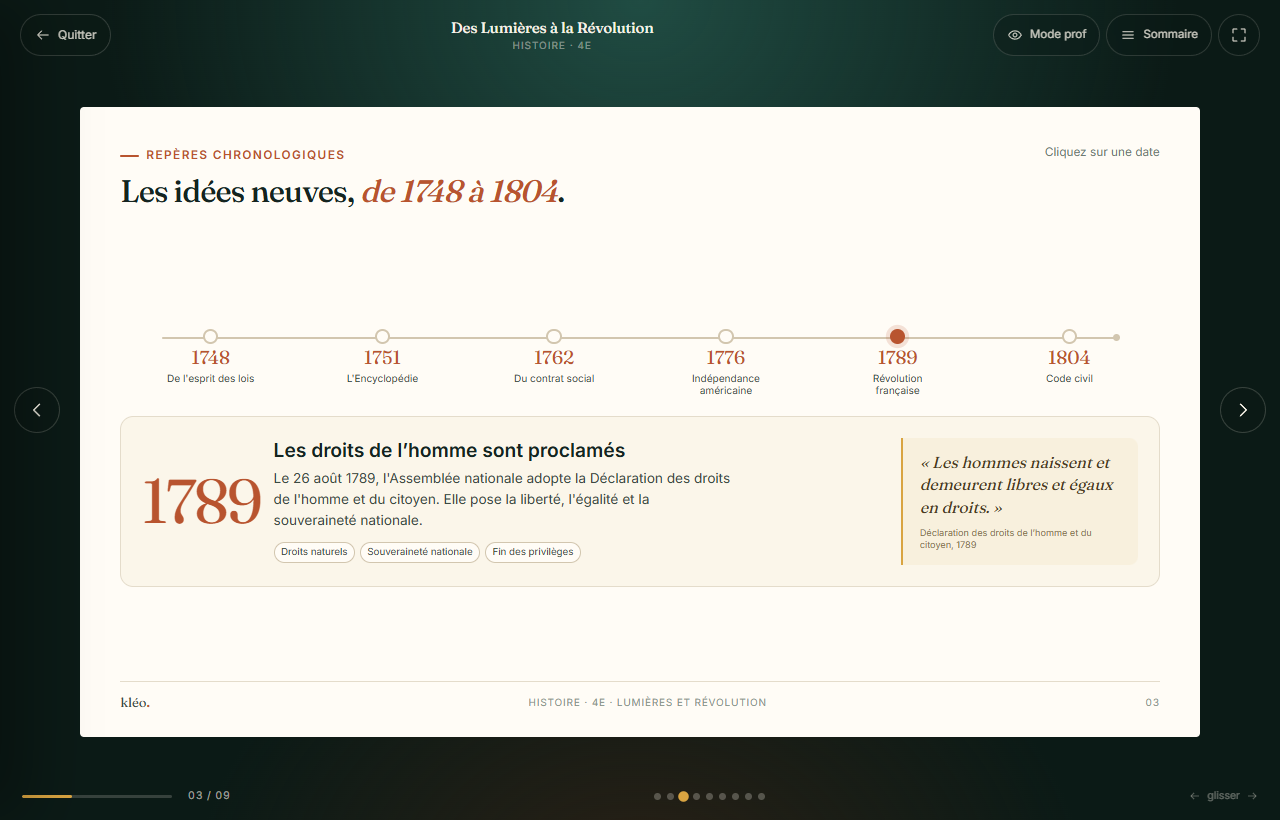 Quitter
Des Lumières à la Révolution
HISTOIRE · 4E
Mode prof
Sommaire
REPÈRES CHRONOLOGIQUES
Cliquez sur une date
Les idées neuves, de 1748 à 1804.
1748
De l'esprit des lois
1751
L'Encyclopédie
1762
Du contrat social
1776
Indépendance
américaine
1789
Révolution
française
1804
Code civil
1789
Les droits de l’homme sont proclamés
Le 26 août 1789, l'Assemblée nationale adopte la Déclaration des droits
de l'homme et du citoyen. Elle pose la liberté, l'égalité et la
souveraineté nationale.
Droits naturels
Souveraineté nationale
Fin des privilèges
« Les hommes naissent et
demeurent libres et égaux
en droits. »
Déclaration des droits de l’homme et du
citoyen, 1789
kléo.
HISTOIRE · 4E · LUMIÈRES ET RÉVOLUTION
03
03 / 09
← glisser →